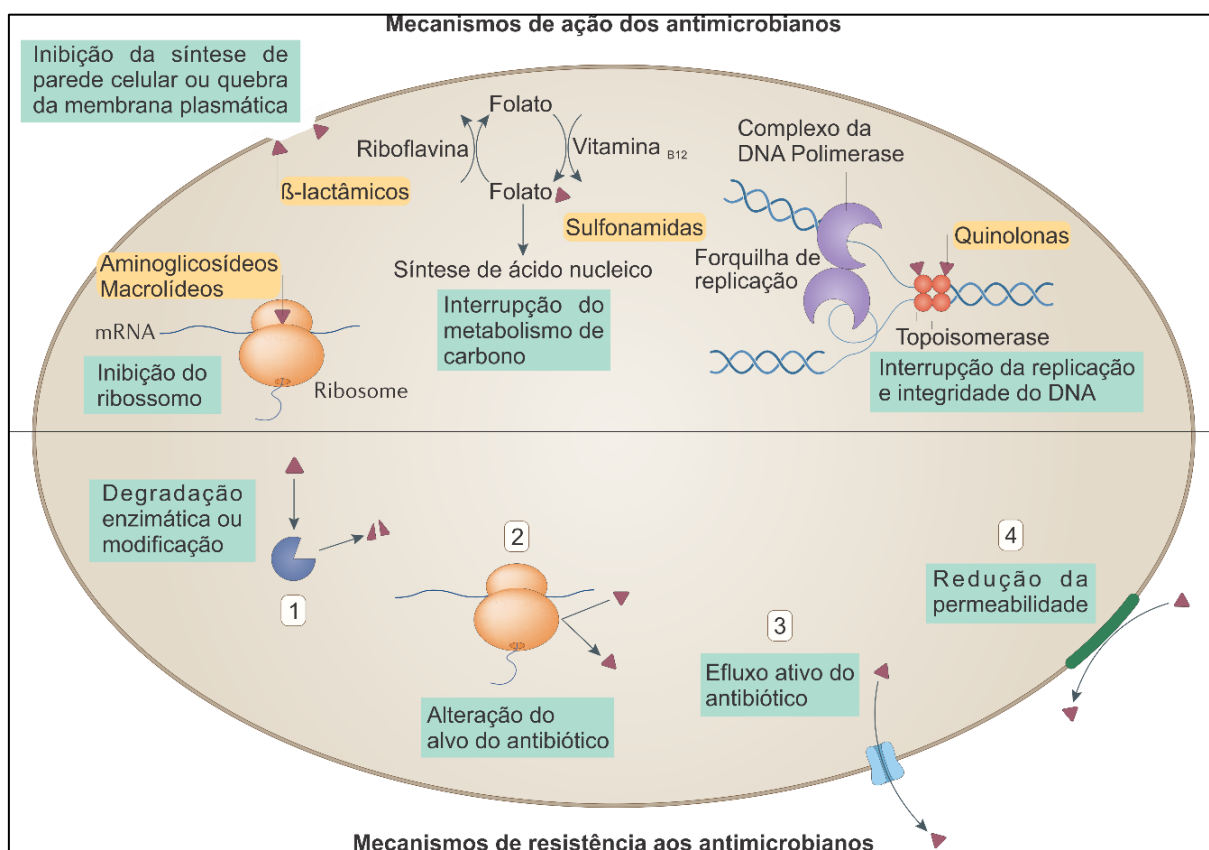 Mecanismos de ação dos antimicrobianos
Inibição da síntese de
parede celular ou quebra
da membrana plasmática
ß-lactâmicos
Folato
Riboflavina
Vitamina B12
Folato
Sulfonamidas
Síntese de ácido nucleico
Interrupção do
metabolismo de
carbono
Complexo da
DNA Polimerase
Quinolonas
Forquilha de
replicação
Topoisomerase
Interrupção da replicação
e integridade do DNA
Aminoglicosídeos
Macrolídeos
mRNA
Ribosome
Inibição do
ribossomo
Degradação
enzimática ou
modificação
1
2
Alteração do
alvo do antibiótico
3
Efluxo ativo do
antibiótico
4
Redução da
permeabilidade
Mecanismos de resistência aos antimicrobianos